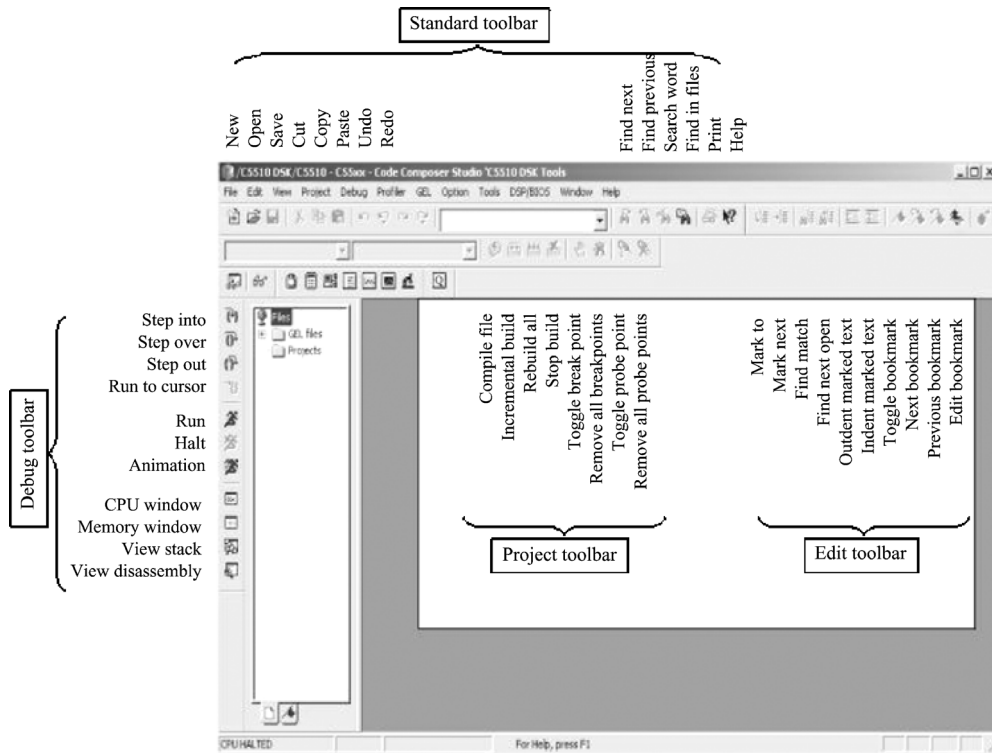 Standard toolbar
New
Open
Save
Cut
Copy
Paste
Undo
Redo
Find next
Find previous
Search word
Find in files
Print
Help
/C5510 DSK/C5510 - C55xx - Code Composer Studio 'C5510 DSK Tools
File Edit View Project Debug Profiler GEL Option Tools DSP/BIOS Window Help
Files
GEL files
Projects
Debug toolbar
Step into
Step over
Step out
Run to cursor
Run
Halt
Animation
CPU window
Memory window
View stack
View disassembly
Compile file
Incremental build
Rebuild all
Stop build
Toggle break point
Remove all breakpoints
Toggle probe point
Remove all probe points
Project toolbar
Mark to
Mark next
Find match
Find next open
Outdent marked text
Indent marked text
Toggle bookmark
Next bookmark
Previous bookmark
Edit bookmark
Edit toolbar
CPU HALTED
For Help, press F1